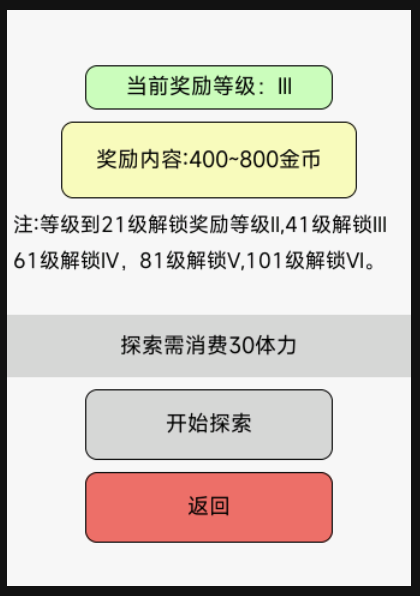 当前奖励等级：III
奖励内容:400~800金币
注:等级到21级解锁奖励等级II,41级解锁III
61级解锁IV，81级解锁V,101级解锁VI。
探索需消费30体力
开始探索
返回